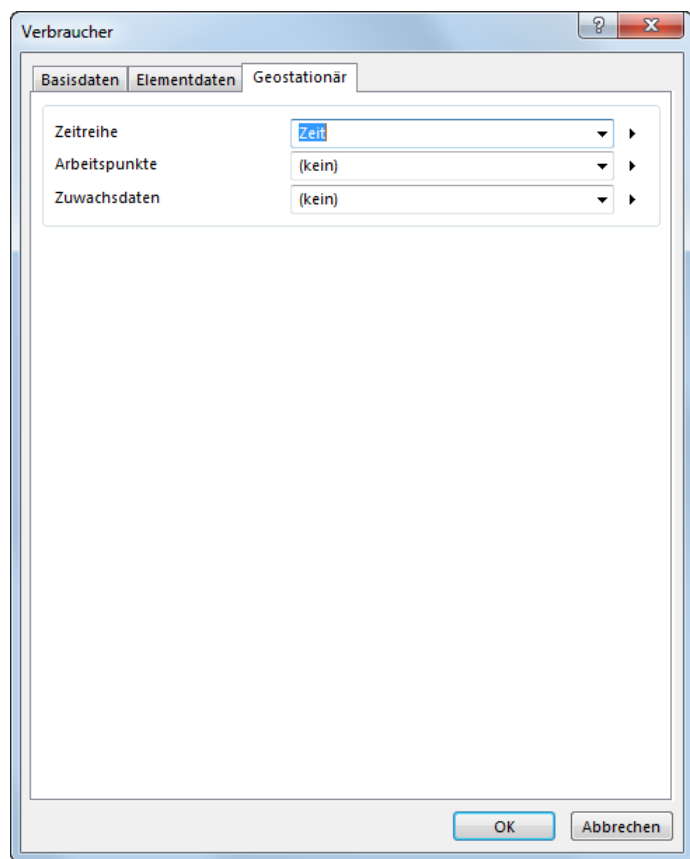 Verbraucher
Basisdaten Elementdaten Geostationär
Zeitreihe Zeit
Arbeitspunkte (kein)
Zuwachsdaten (kein)
OK Abbrechen